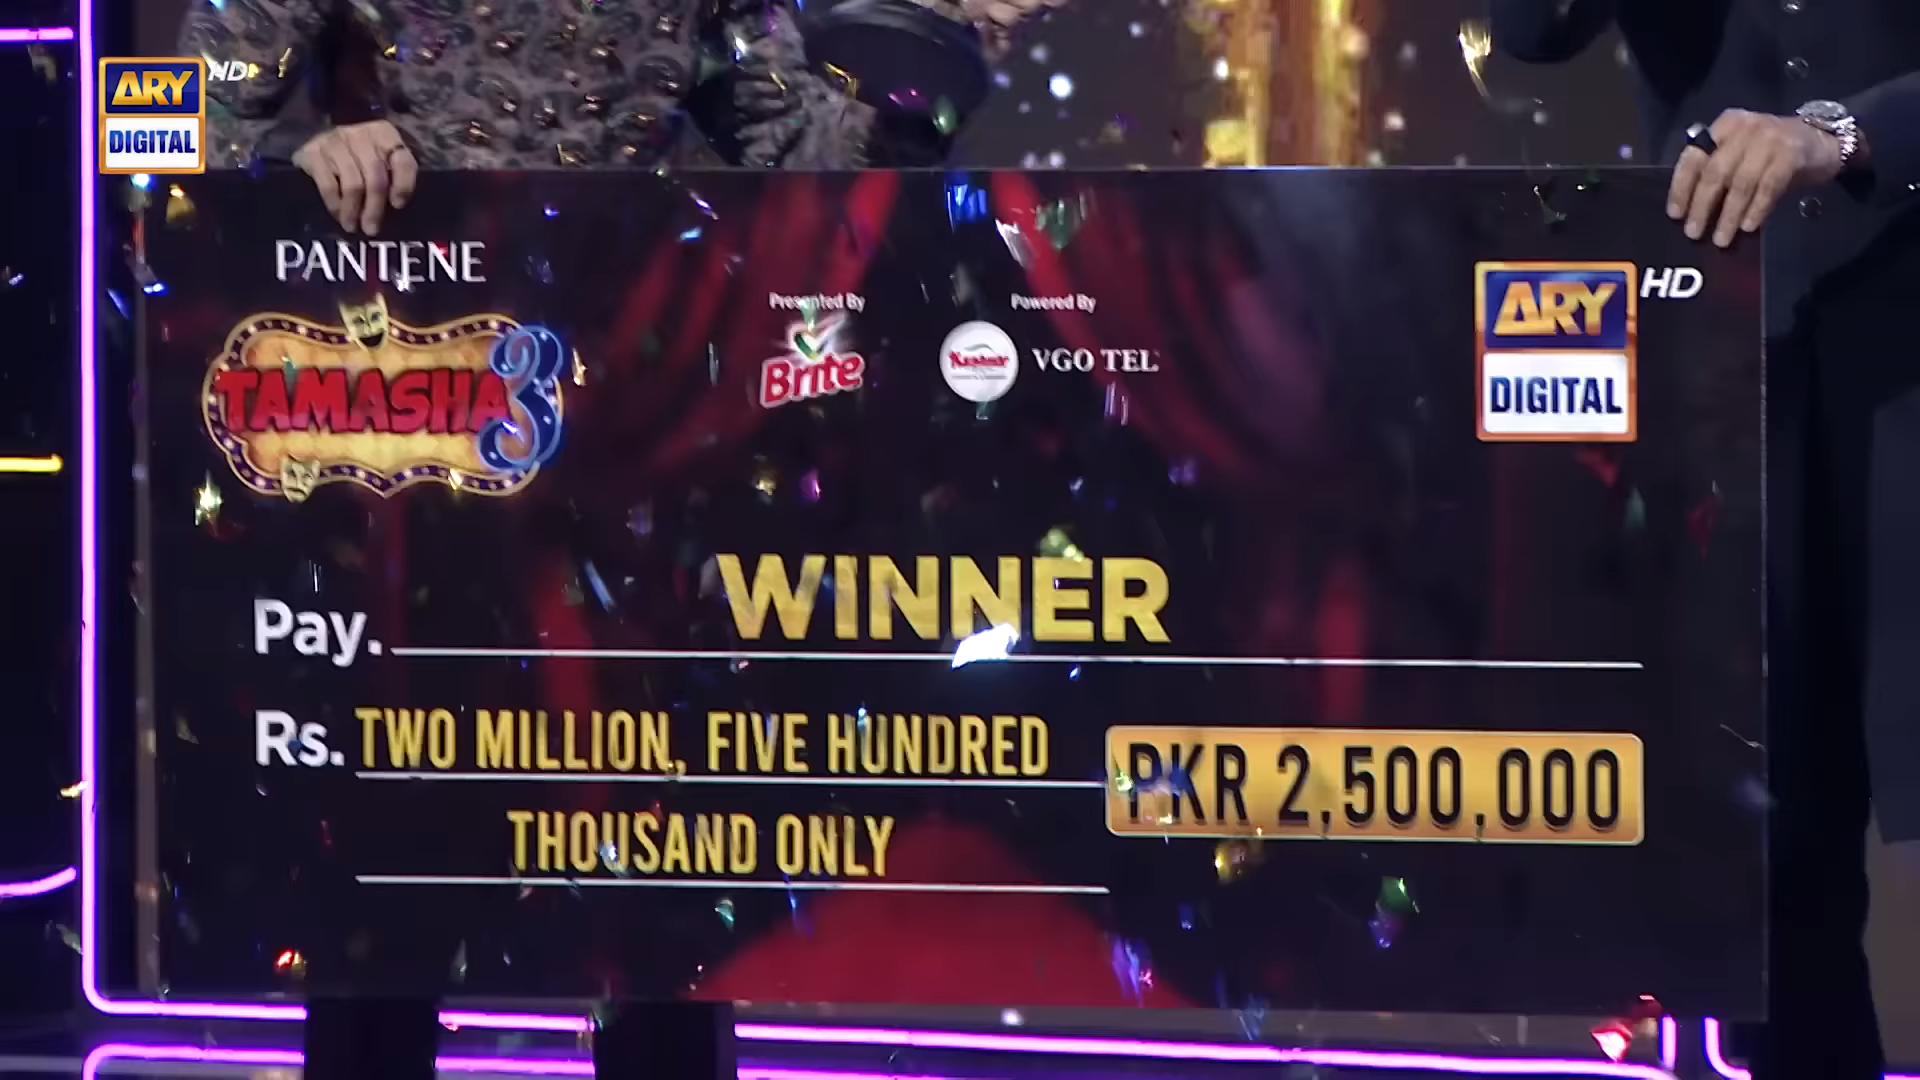 ARY HD
DIGITAL
PANTENE
TAMASHA 3
Presented By
Brite
Powered By
Kashmir
VGO TEL
ARY HD
DIGITAL
Pay. WINNER
Rs. TWO MILLION, FIVE HUNDRED
THOUSAND ONLY
PKR 2,500,000